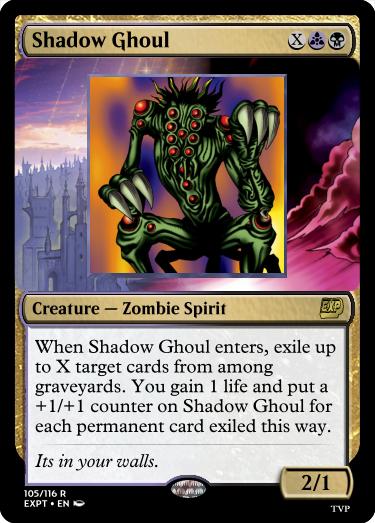 Shadow Ghoul X
Creature — Zombie Spirit EXP
When Shadow Ghoul enters, exile up
to X target cards from among
graveyards. You gain 1 life and put a
+1/+1 counter on Shadow Ghoul for
each permanent card exiled this way.
Its in your walls.
2/1
105/116 R
EXPT • EN
TVP